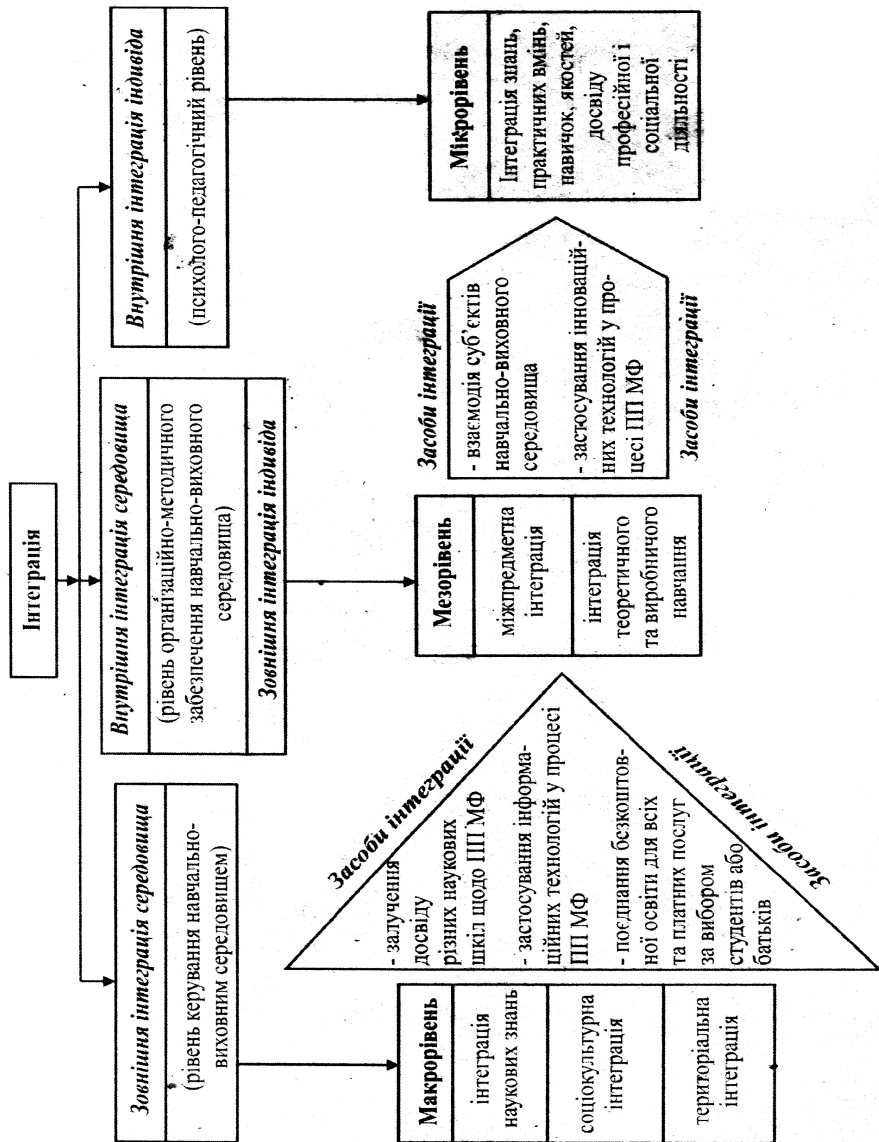 Інтеграція
Зовнішня інтеграція середовища
(рівень керування навчально-
виховним середовищем)
Внутрішня інтеграція середовища
(рівень організаційно-методичного
забезпечення навчально-виховного
середовища)
Зовнішня інтеграція індивіда
Внутрішня інтеграція індивіда
(психолого-педагогічний рівень)
Макрорівень
інтеграція
наукових знань
соціокультурна
інтеграція
територіальна
інтеграція
Засоби інтеграції
- залучення
досвіду
різних наукових
шкіл щодо ПП МФ
- застосування інформа-
ційних технологій у процесі
ПП МФ
- поєднання безкоштов-
ної освіти для всіх
та платних послуг
за вибором
студентів або
батьків
Засоби інтеграції
Мезорівень
міжпредметна
інтеграція
інтеграція
теоретичного
та виробничого
навчання
Засоби інтеграції
- взаємодія суб’єктів
навчально-виховного
середовища
- застосування інновацій-
них технологій у про-
цесі ПП МФ
Засоби інтеграції
Мікрорівень
Інтеграція знань,
практичних вмінь,
навичок, якостей,
досвіду
професійної і
соціальної
діяльності